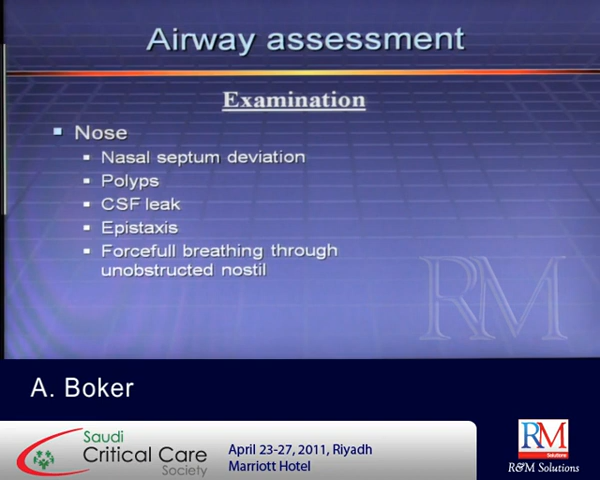 Airway assessment
Examination
Nose
Nasal septum deviation
Polyps
CSF leak
Epistaxis
Forcefull breathing through
unobstructed nostil
RM
A. Boker
Saudi
Critical Care
Society
April 23-27, 2011, Riyadh
Marriott Hotel
RM
Solutions
R&M Solutions